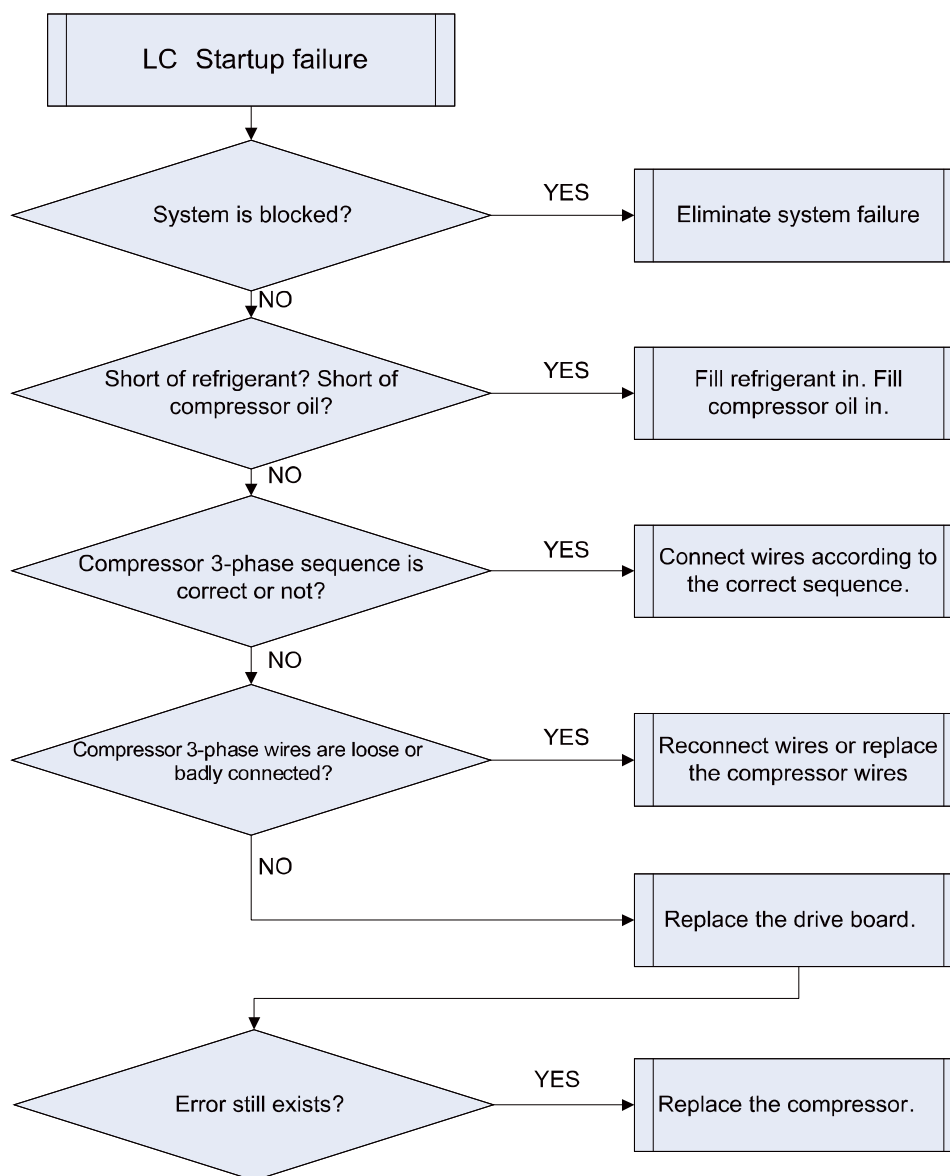 LC Startup failure
System is blocked?
YES
Eliminate system failure
NO
Short of refrigerant? Short of
compressor oil?
YES
Fill refrigerant in. Fill
compressor oil in.
NO
Compressor 3-phase sequence is
correct or not?
YES
Connect wires according to
the correct sequence.
NO
Compressor 3-phase wires are loose or
badly connected?
YES
Reconnect wires or replace
the compressor wires
NO
Replace the drive board.
Error still exists?
YES
Replace the compressor.